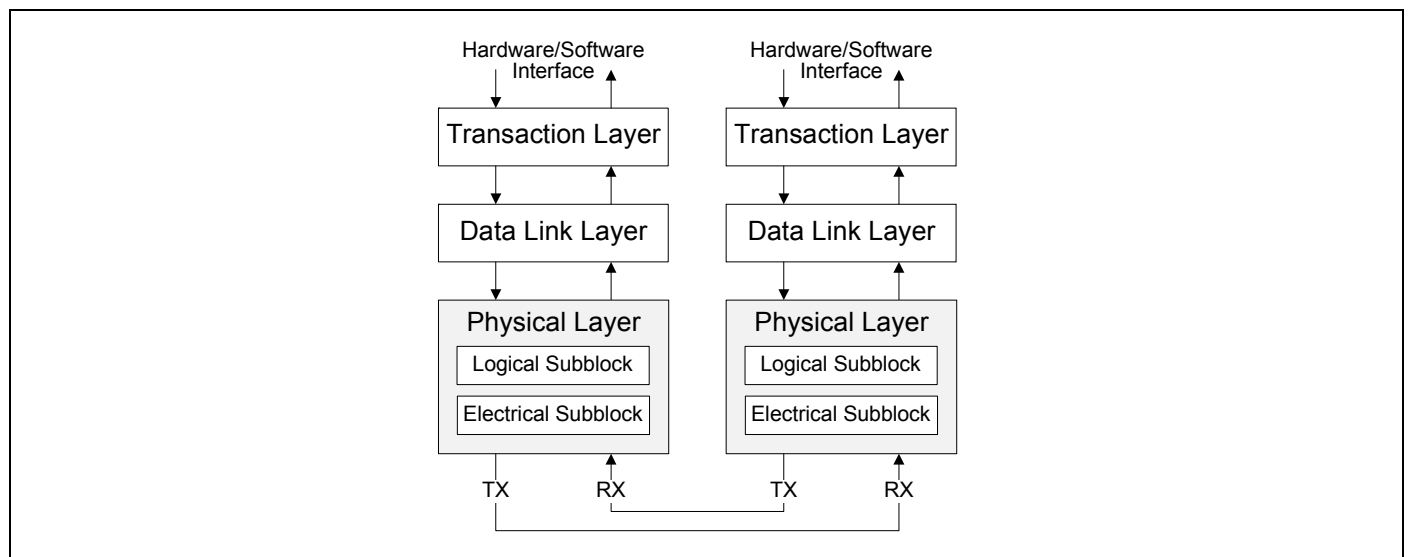 Hardware/Software
Interface
Transaction Layer
Data Link Layer
Physical Layer
Logical Subblock
Electrical Subblock
TX
RX
Hardware/Software
Interface
Transaction Layer
Data Link Layer
Physical Layer
Logical Subblock
Electrical Subblock
TX
RX